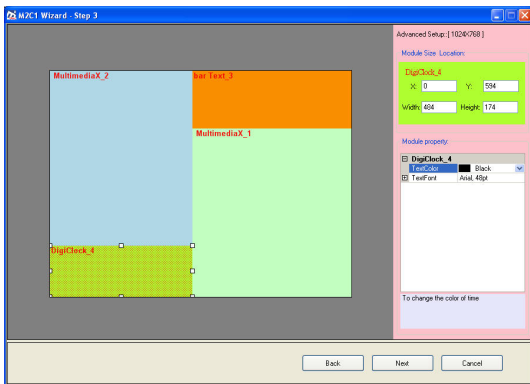 M2C1 Wizard - Step 3
Advanced Setup:[ 1024X768 ]
Module Size Location:
DigiClock_4
X: 0 Y: 594
Width: 484 Height: 174
Module property:
DigiClock_4
TextColor Black
TextFont Arial, 48pt
To change the color of time
MultimediaX_2
bar Text_3
MultimediaX_1
DigiClock_4
Back Next Cancel